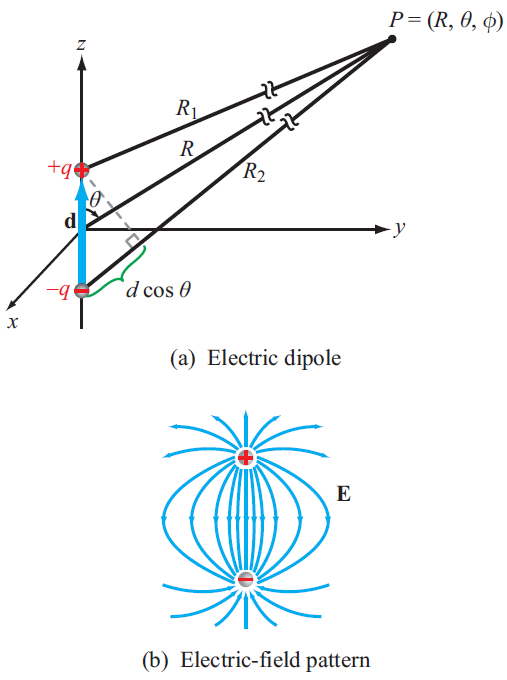 P = (R, θ, ϕ)
z
R₁
R
R₂
+q
θ
d
y
−q
d cos θ
x
(a) Electric dipole
E
(b) Electric-field pattern